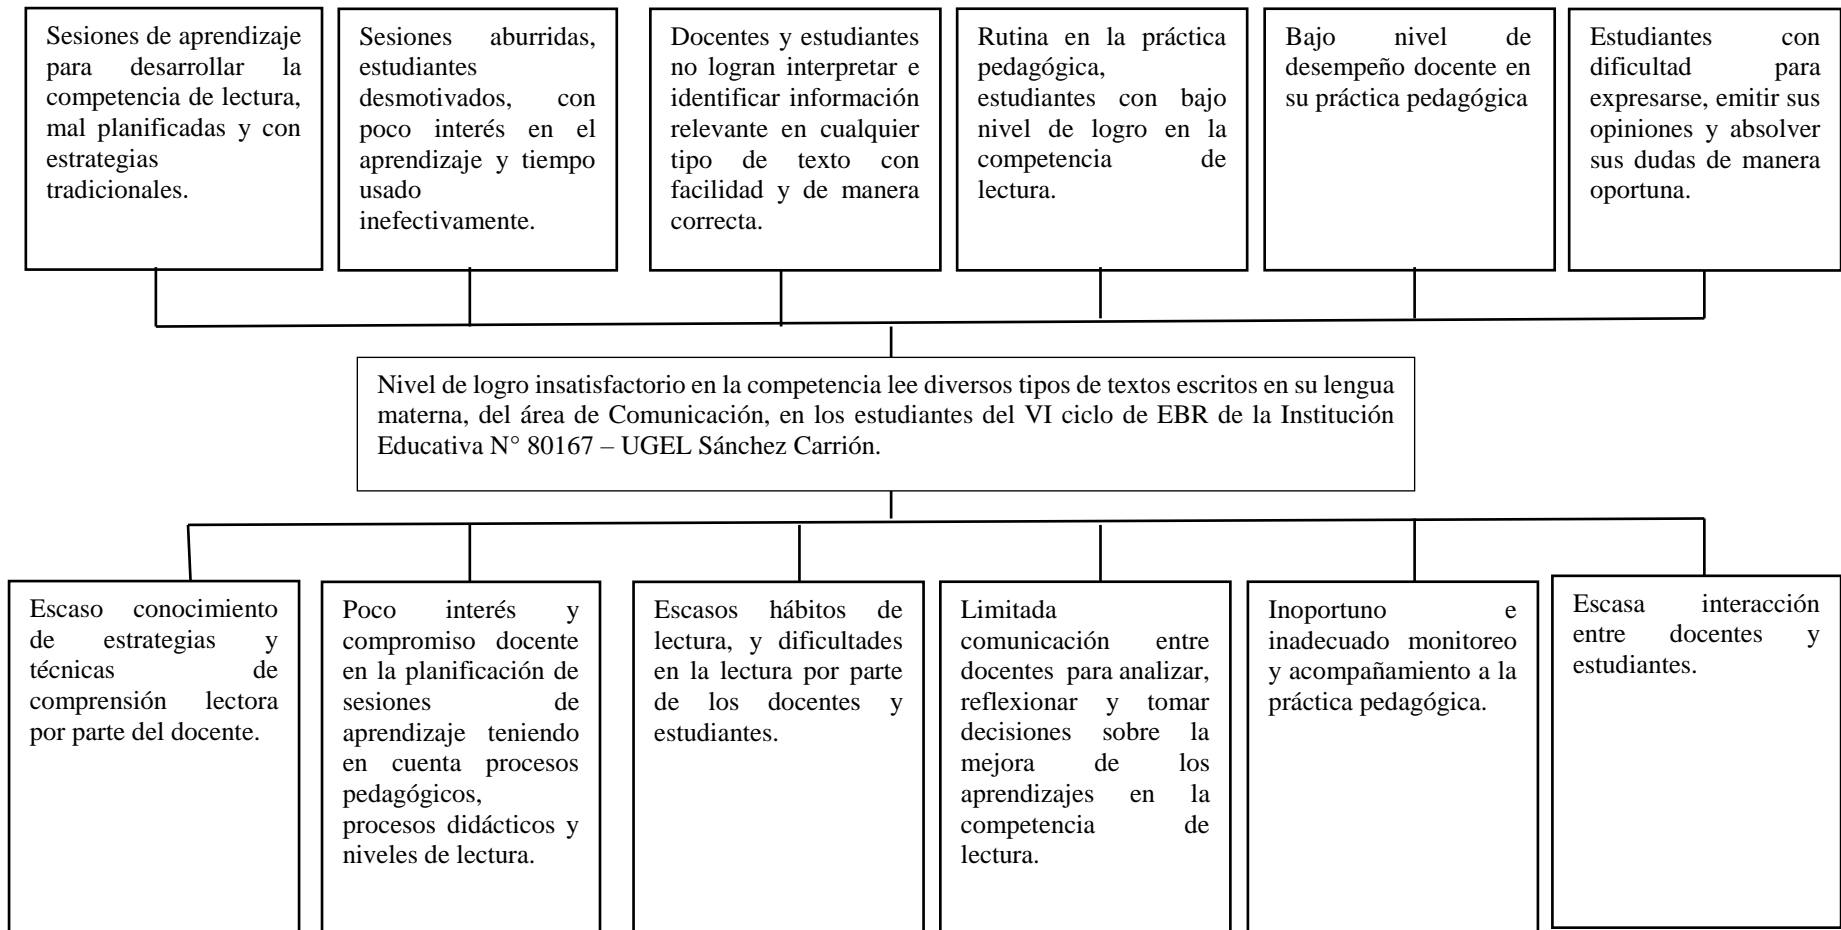 Sesiones de aprendizaje
para desarrollar la
competencia de lectura,
mal planificadas y con
estrategias
tradicionales.
Sesiones aburridas,
estudiantes
desmotivados, con
poco interés en el
aprendizaje y tiempo
usado
inefectivamente.
Docentes y estudiantes
no logran interpretar e
identificar información
relevante en cualquier
tipo de texto con
facilidad y de manera
correcta.
Rutina en la práctica
pedagógica,
estudiantes con bajo
nivel de logro en la
competencia de
lectura.
Bajo nivel de
desempeño docente en
su práctica pedagógica
Estudiantes con
dificultad para
expresarse, emitir sus
opiniones y absolver
sus dudas de manera
oportuna.
Nivel de logro insatisfactorio en la competencia lee diversos tipos de textos escritos en su lengua
materna, del área de Comunicación, en los estudiantes del VI ciclo de EBR de la Institución
Educativa N° 80167 – UGEL Sánchez Carrión.
Escaso conocimiento
de estrategias y
técnicas de
comprensión lectora
por parte del docente.
Poco interés y
compromiso docente
en la planificación de
sesiones de
aprendizaje teniendo
en cuenta procesos
pedagógicos,
procesos didácticos y
niveles de lectura.
Escasos hábitos de
lectura, y dificultades
en la lectura por parte
de los docentes y
estudiantes.
Limitada
comunicación entre
docentes para analizar,
reflexionar y tomar
decisiones sobre la
mejora de los
aprendizajes en la
competencia de
lectura.
Inoportuno e
inadecuado monitoreo
y acompañamiento a la
práctica pedagógica.
Escasa interacción
entre docentes y
estudiantes.